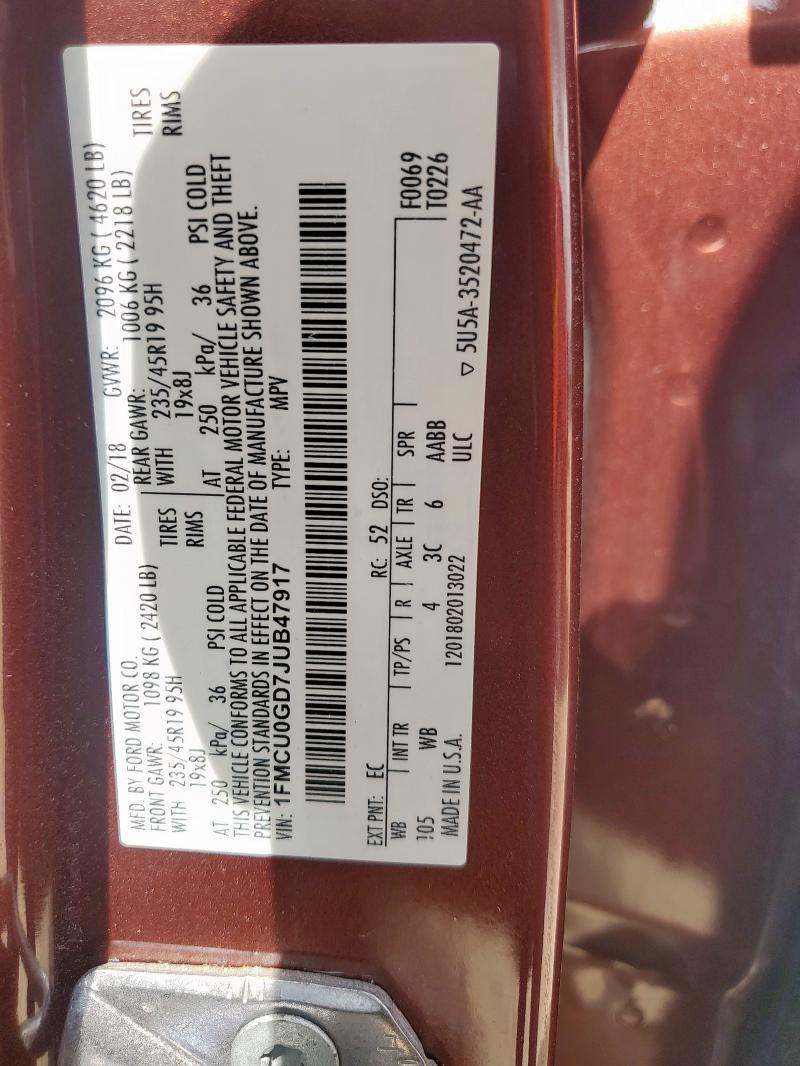 MFD. BY FORD MOTOR CO. DATE: 02/18 GVWR: 2096 KG ( 4620 LB)
FRONT GAWR: 1098 KG ( 2420 LB) REAR GAWR: 1006 KG ( 2218 LB)
WITH 235/45R19 95H TIRES WITH 235/45R19 95H TIRES
19x8J RIMS 19x8J RIMS
AT 250 kPa/ 36 PSI COLD AT 250 kPa/ 36 PSI COLD
THIS VEHICLE CONFORMS TO ALL APPLICABLE FEDERAL MOTOR VEHICLE SAFETY AND THEFT
PREVENTION STANDARDS IN EFFECT ON THE DATE OF MANUFACTURE SHOWN ABOVE.
VIN: 1FMCU0GD7JUB47917 TYPE: MPV
EXT PNT: EC RC: 52 DSO:
WB INT TR TP/PS R AXLE TR SPR F0069
105 WB 4 3C 6 AABB T0226
MADE IN U.S.A. 1201802013022 ULC ▽ 5U5A-3520472-AA